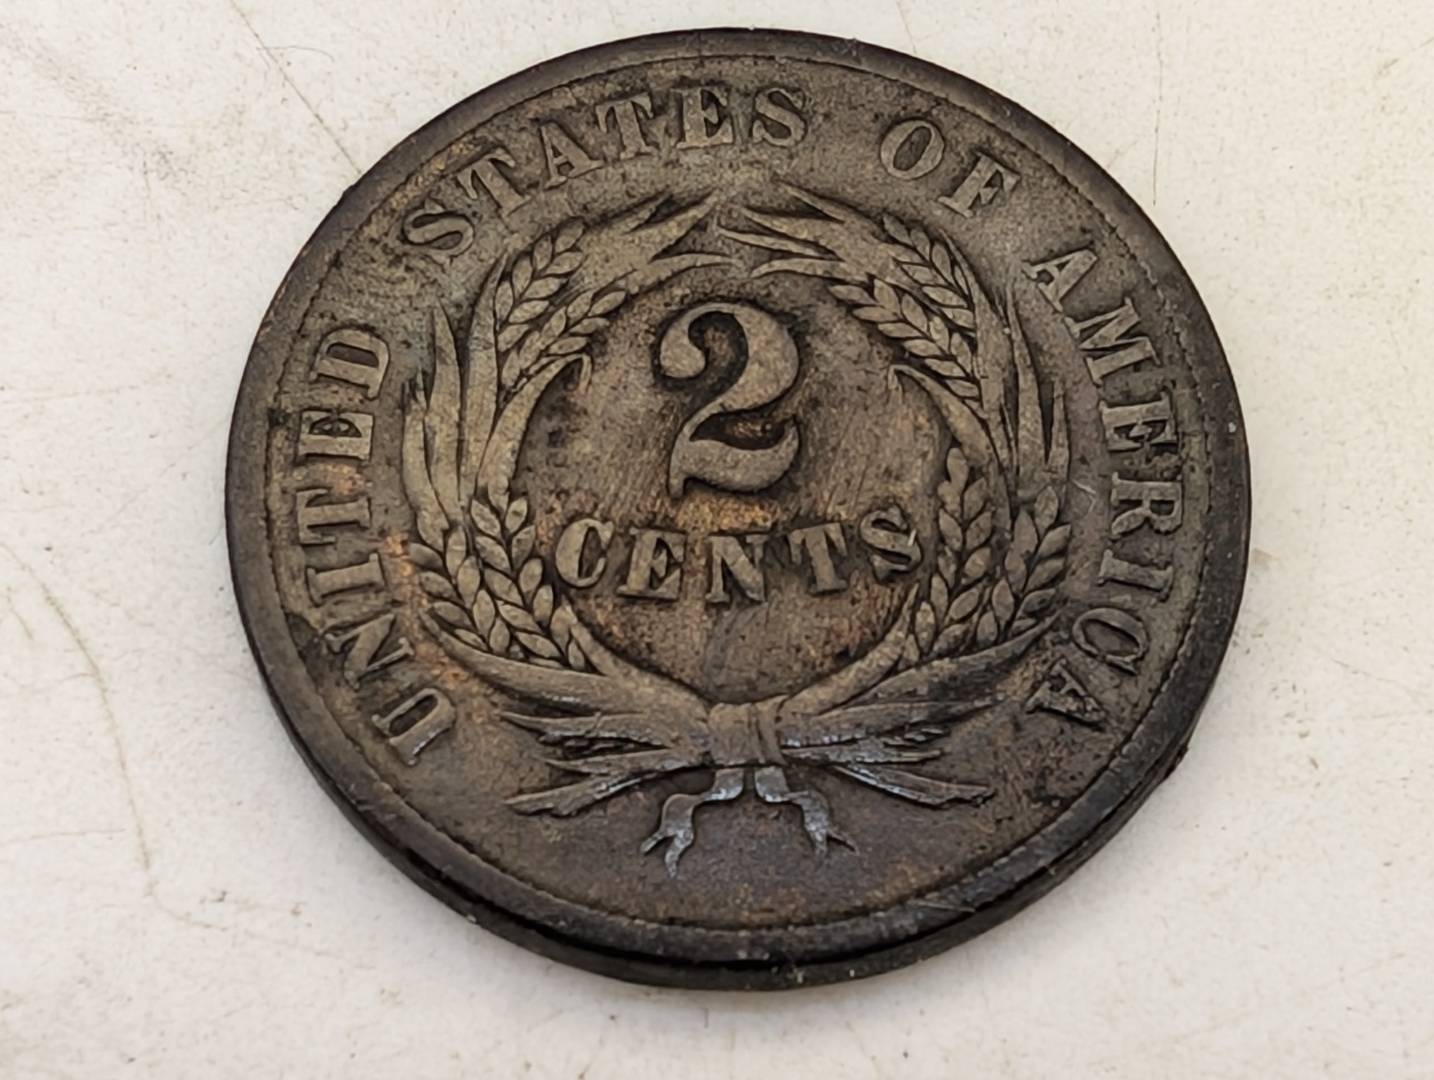 UNITED STATES OF AMERICA
2
CENTS